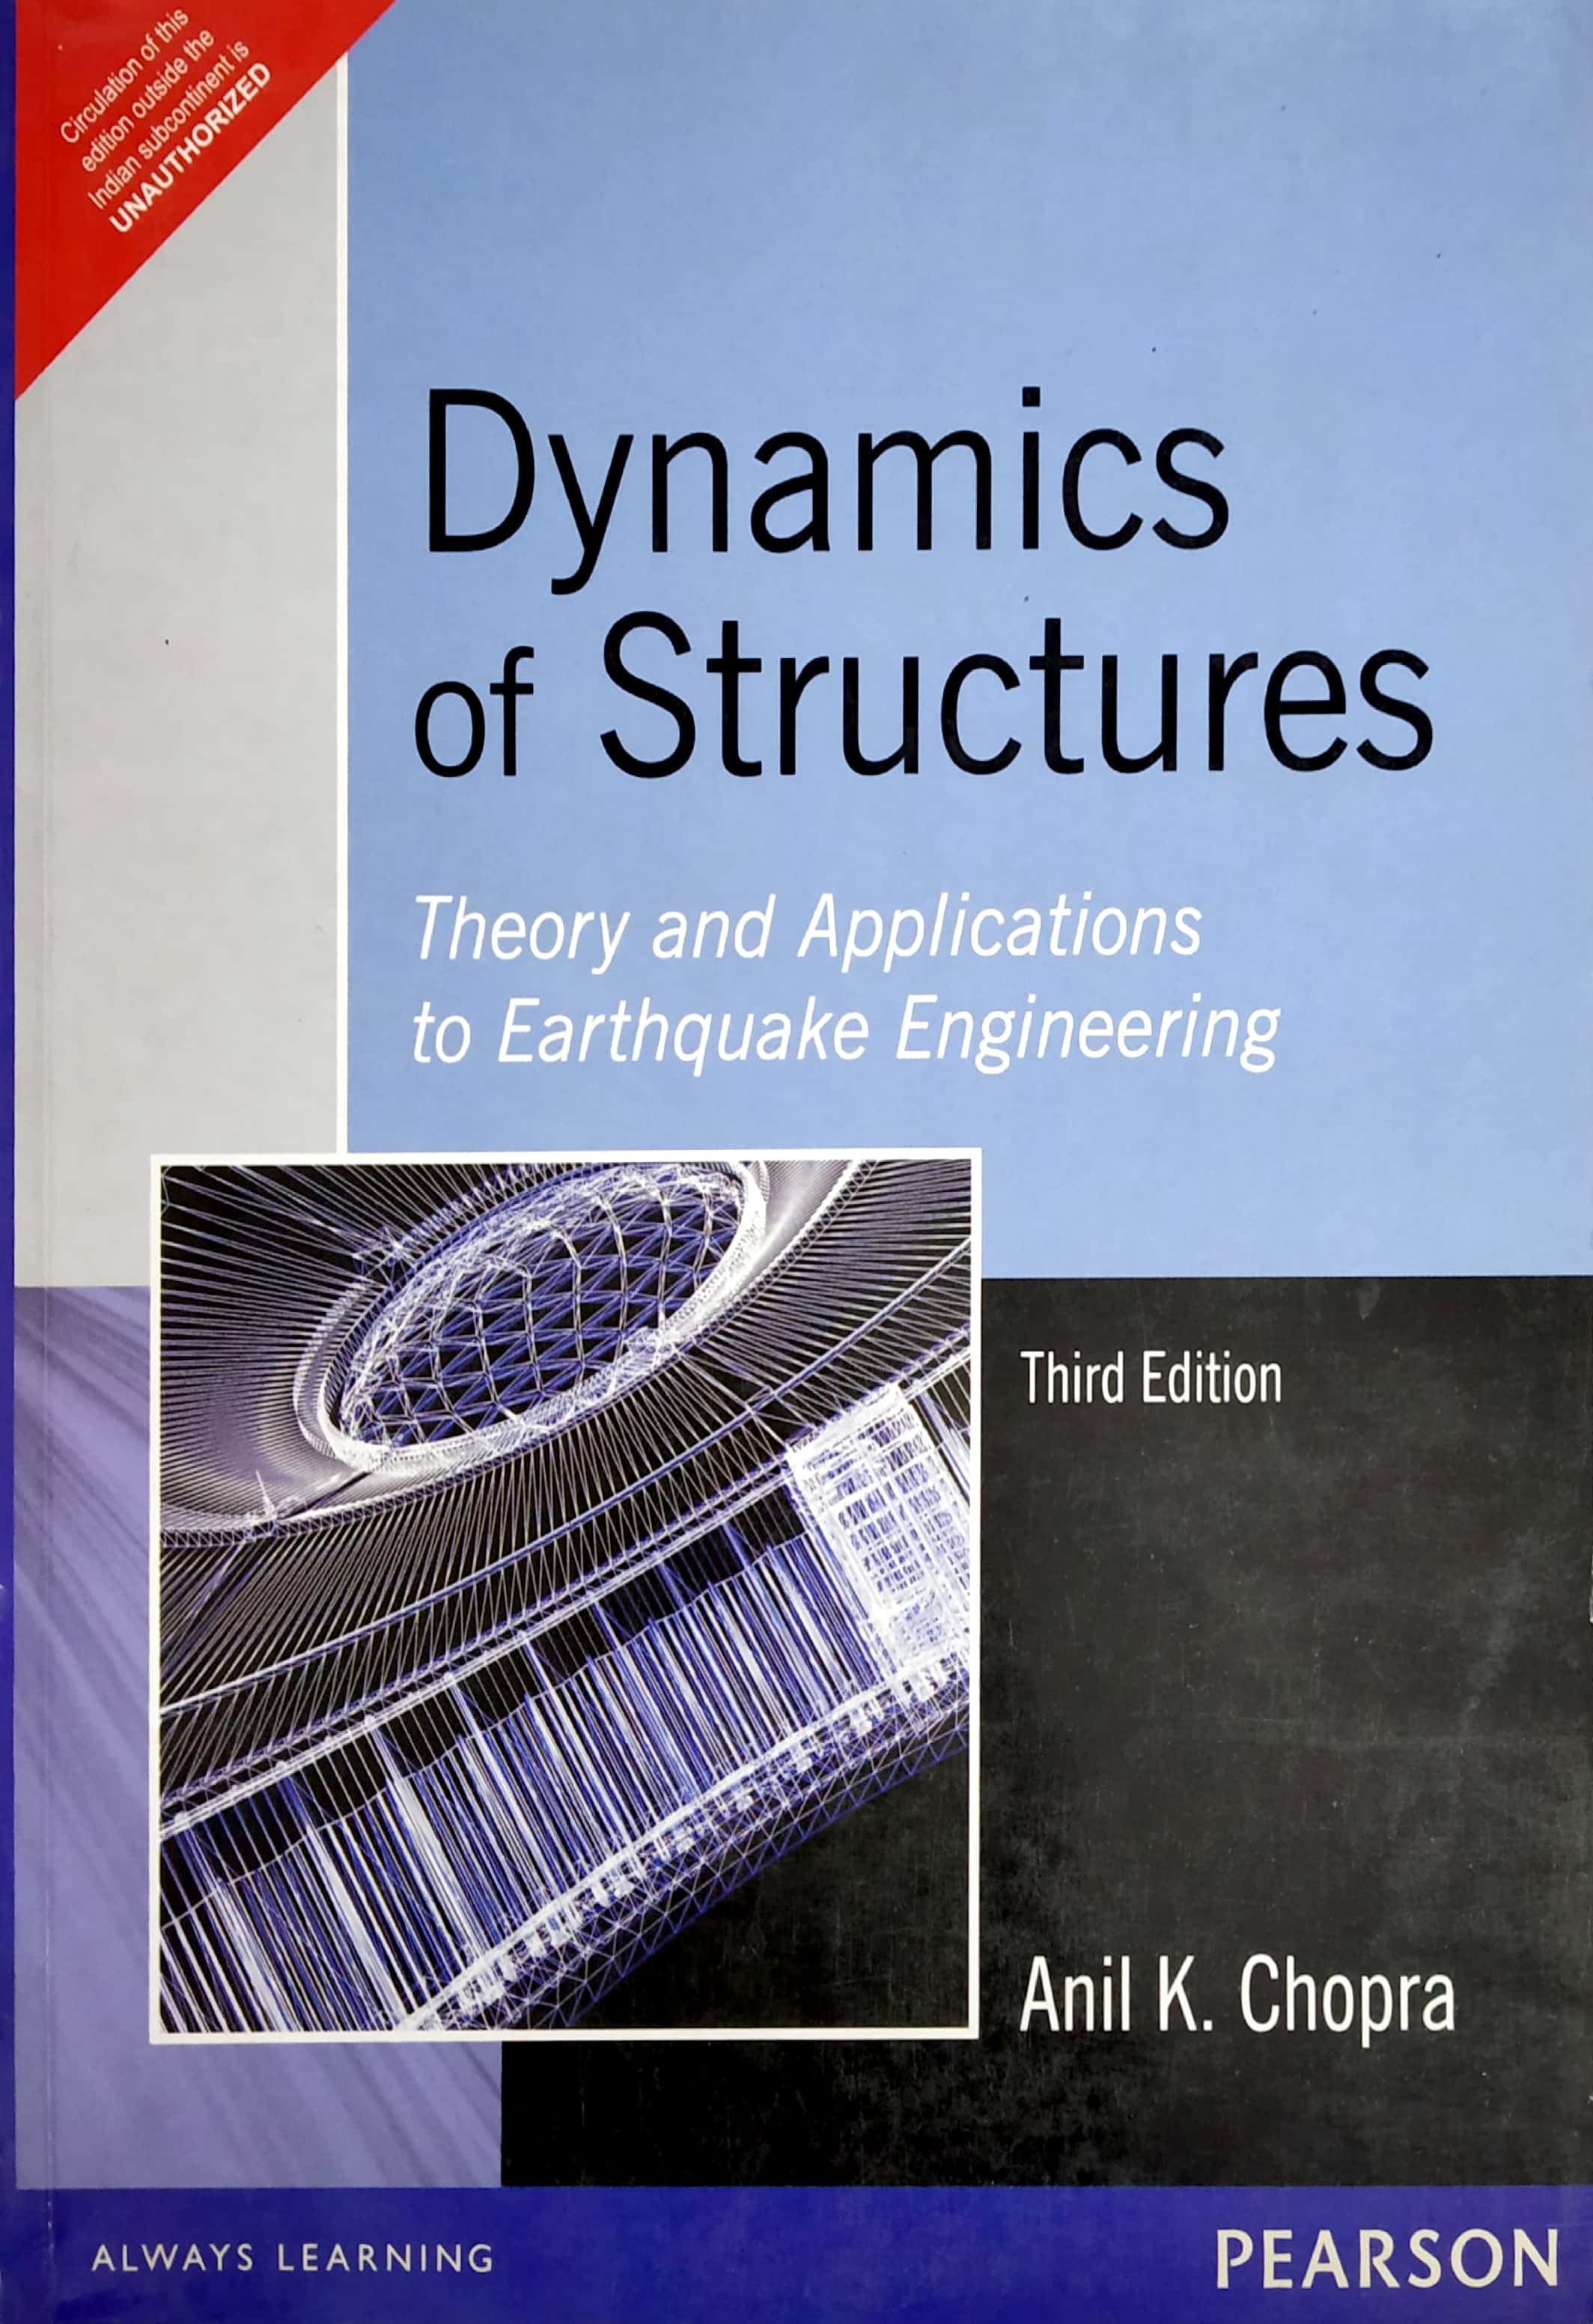 Circulation of this
edition outside the
Indian subcontinent is
UNAUTHORIZED
Dynamics
of Structures
Theory and Applications
to Earthquake Engineering
Third Edition
Anil K. Chopra
ALWAYS LEARNING
PEARSON